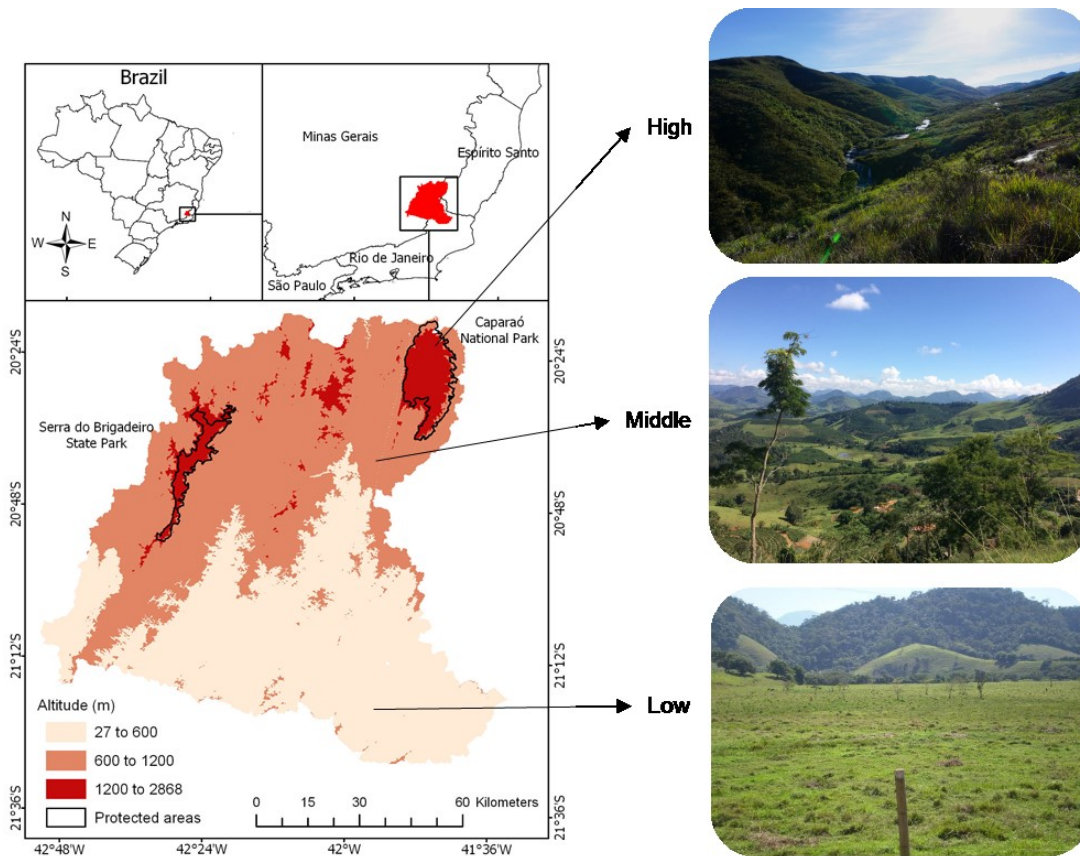 Brazil
N
W
E
S
Minas Gerais
Espírito Santo
Rio de Janeiro
São Paulo
High
Middle
Low
20°24'S
20°48'S
21°12'S
21°36'S
Caparaó
National Park
Serra do Brigadeiro
State Park
20°24'S
20°48'S
21°12'S
21°36'S
Altitude (m)
27 to 600
600 to 1200
1200 to 2868
Protected areas
0 15 30 60 Kilometers
42°48'W 42°24'W 42°W 41°36'W